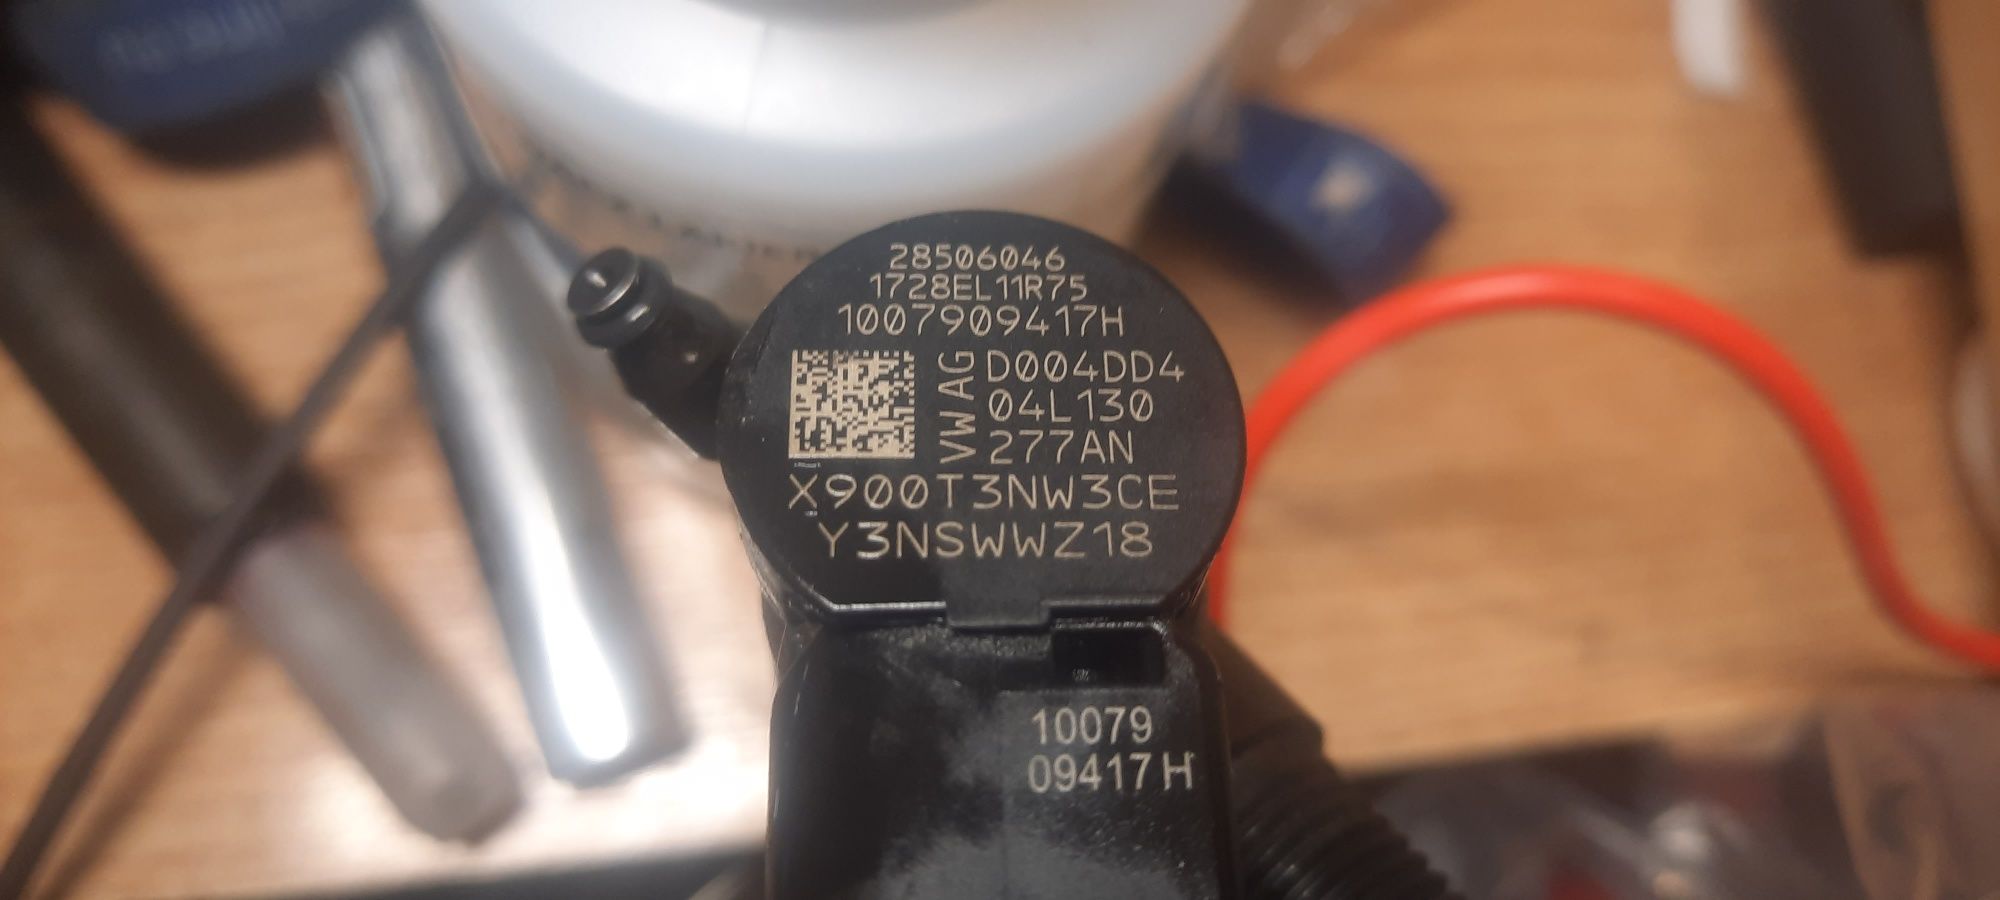 28506046
1728EL11R75
1007909417H
VW AG
D004DD4
04L130
277AN
X900T3NW3CE
Y3NSWWZ18
10079
09417H